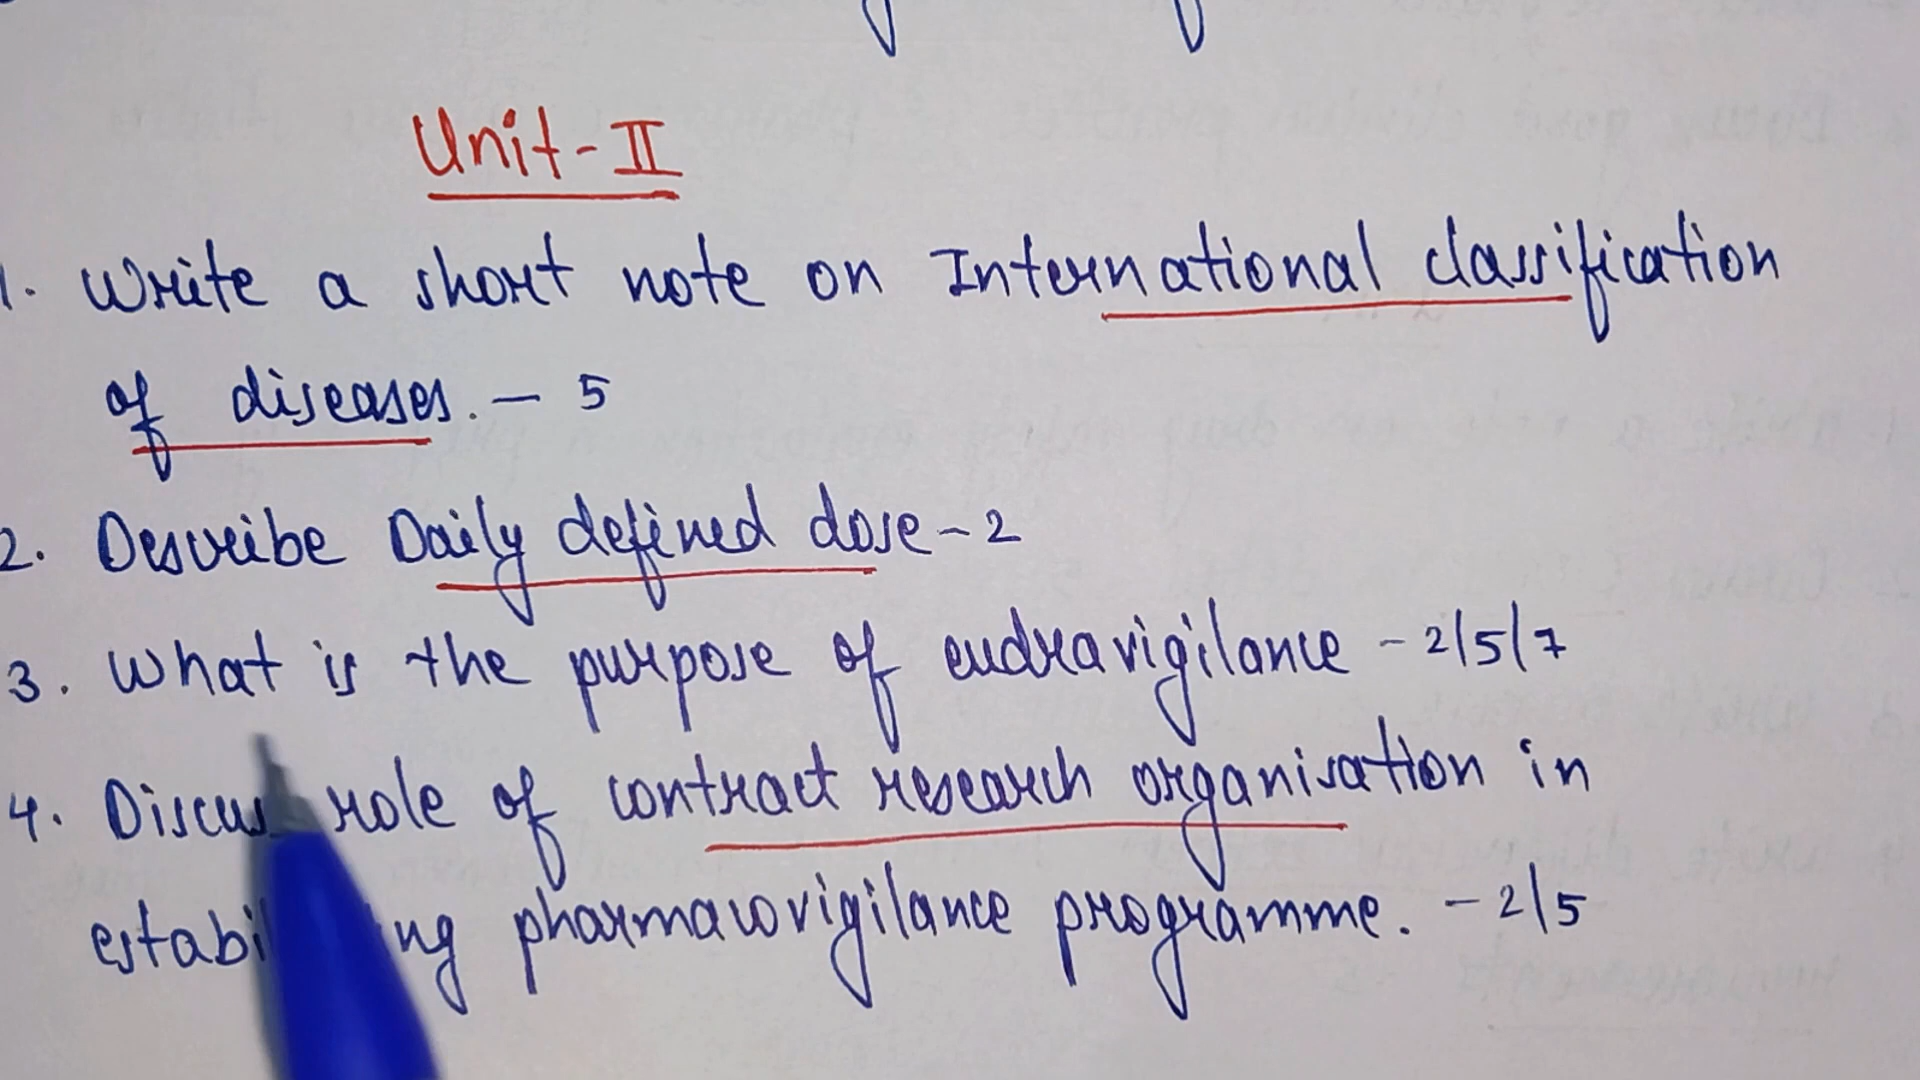 Unit-II
1. Write a short note on International classification
of diseases. - 5
2. Describe Daily defined dose - 2
3. What is the purpose of eudravigilance - 2/5/7
4. role of contract research organisation in
pharmacovigilance programme. - 2/5